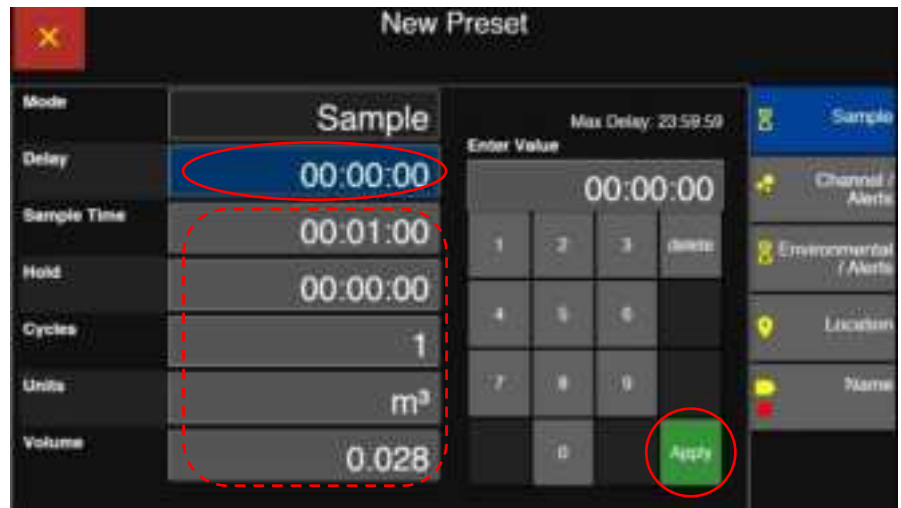 New Preset
Mode
Sample
Delay
00:00:00
Sample Time
00:01:00
Hold
00:00:00
Cycles
1
Units
m³
Volume
0.028
Max Delay: 23:59:59
Enter Value
00:00:00
1 2 3 delete
4 5 6
7 8 9
0 Apply
Sample
Channel /
Alerts
Environmental
/ Alerts
Location
Name